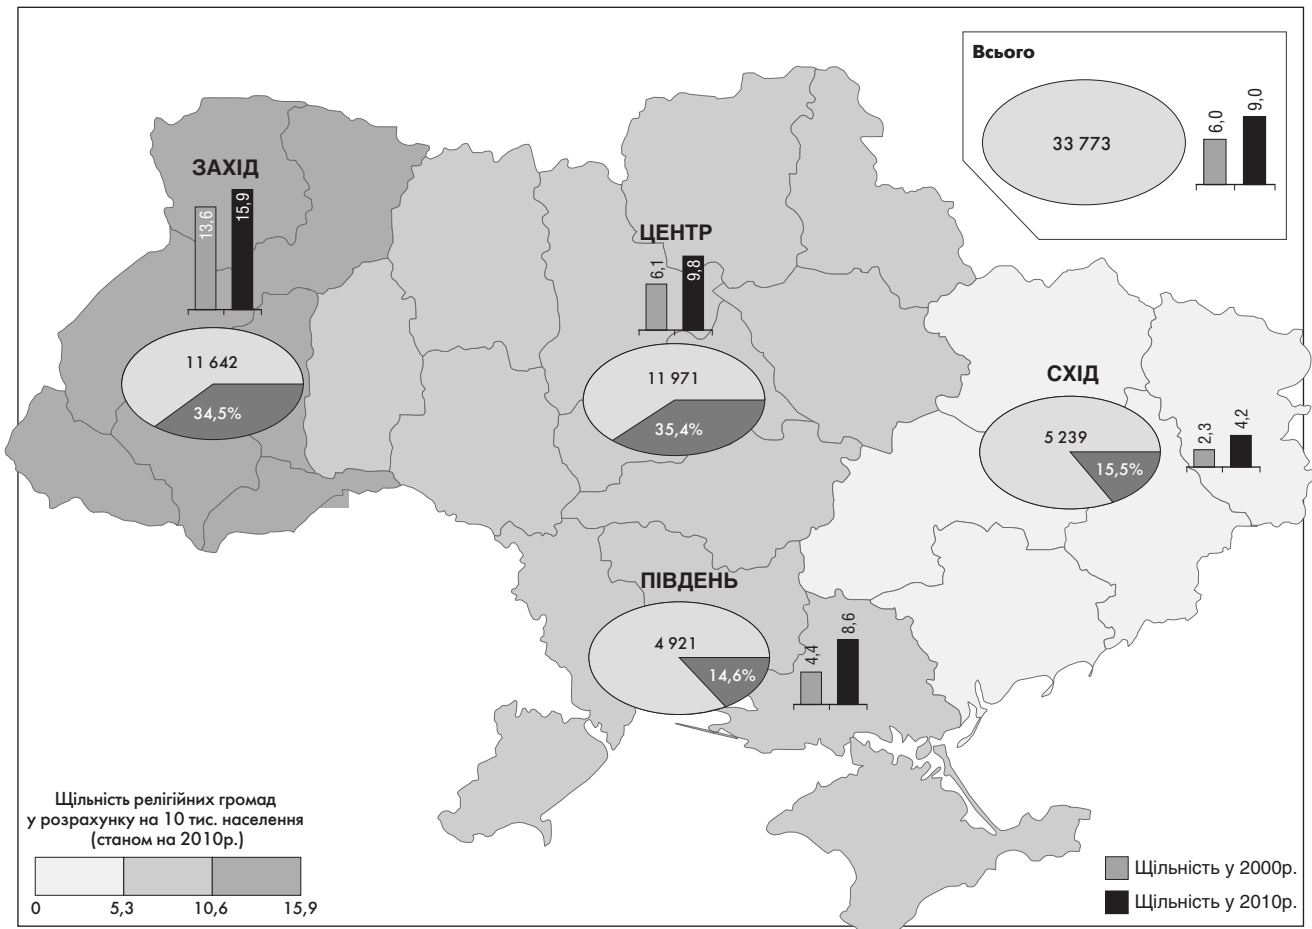 Всього
33 773
6,0
9,0
ЗАХІД
13,6
15,9
11 642
34,5%
ЦЕНТР
6,1
9,8
11 971
35,4%
СХІД
5 239
15,5%
2,3
4,2
ПІВДЕНЬ
4 921
14,6%
4,4
8,6
Щільність релігійних громад
у розрахунку на 10 тис. населення
(станом на 2010р.)
0 5,3 10,6 15,9
Щільність у 2000р.
Щільність у 2010р.